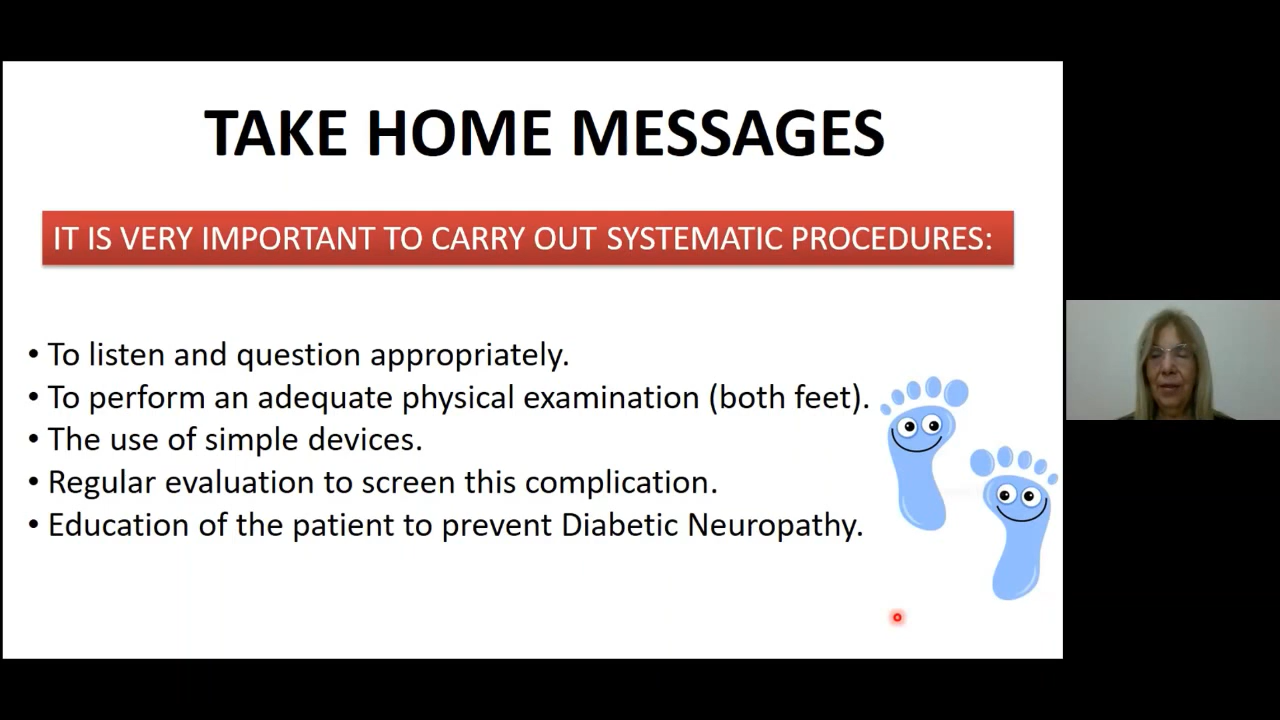 TAKE HOME MESSAGES
IT IS VERY IMPORTANT TO CARRY OUT SYSTEMATIC PROCEDURES:
• To listen and question appropriately.
• To perform an adequate physical examination (both feet).
• The use of simple devices.
• Regular evaluation to screen this complication.
• Education of the patient to prevent Diabetic Neuropathy.